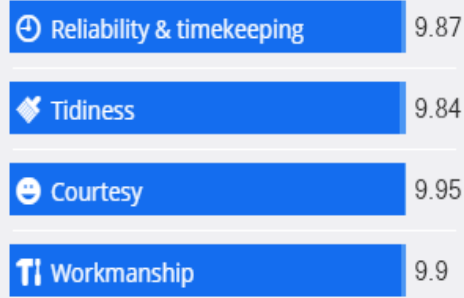 Reliability & timekeeping 9.87
Tidiness 9.84
Courtesy 9.95
Workmanship 9.9